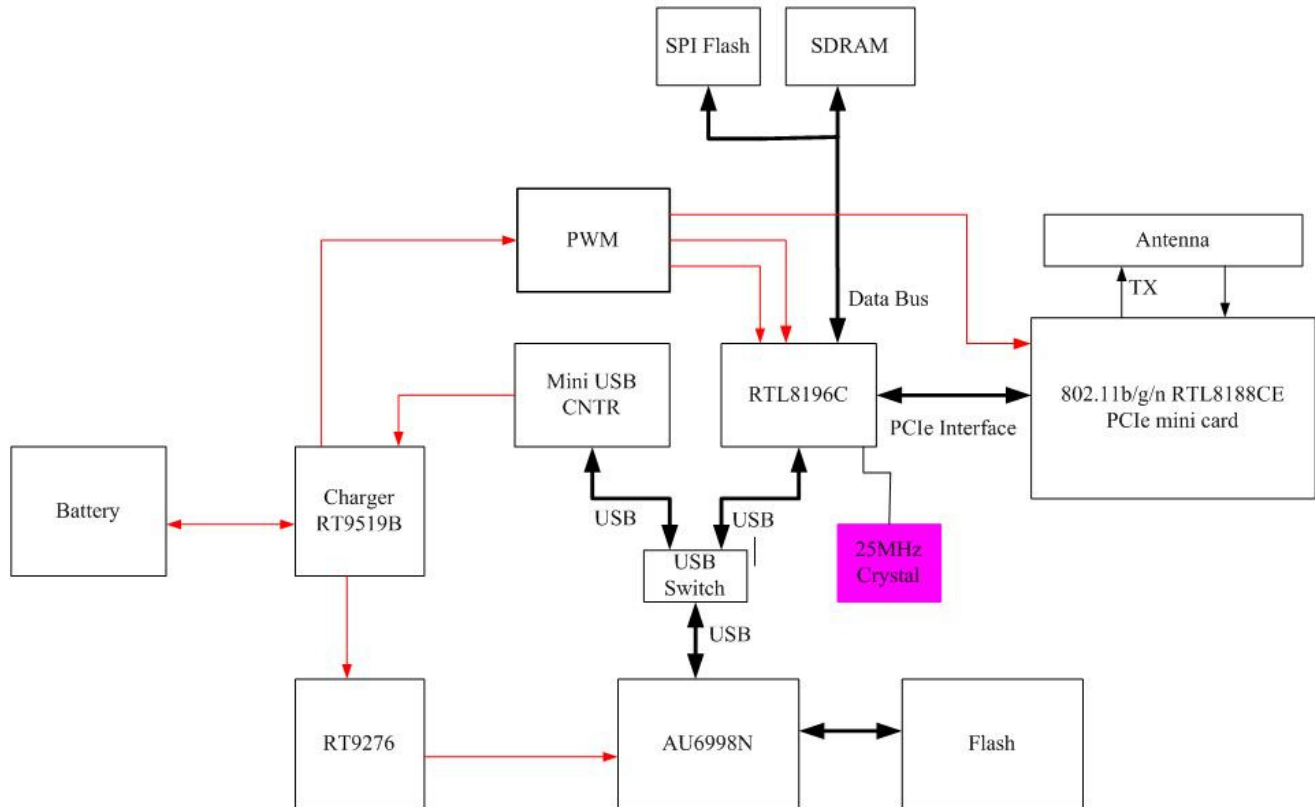 SPI Flash
SDRAM
PWM
Antenna
TX
Data Bus
Mini USB
CNTR
RTL8196C
802.11b/g/n RTL8188CE
PCIe mini card
PCIe Interface
Battery
Charger
RT9519B
USB
USB
USB
Switch
25MHz
Crystal
USB
RT9276
AU6998N
Flash